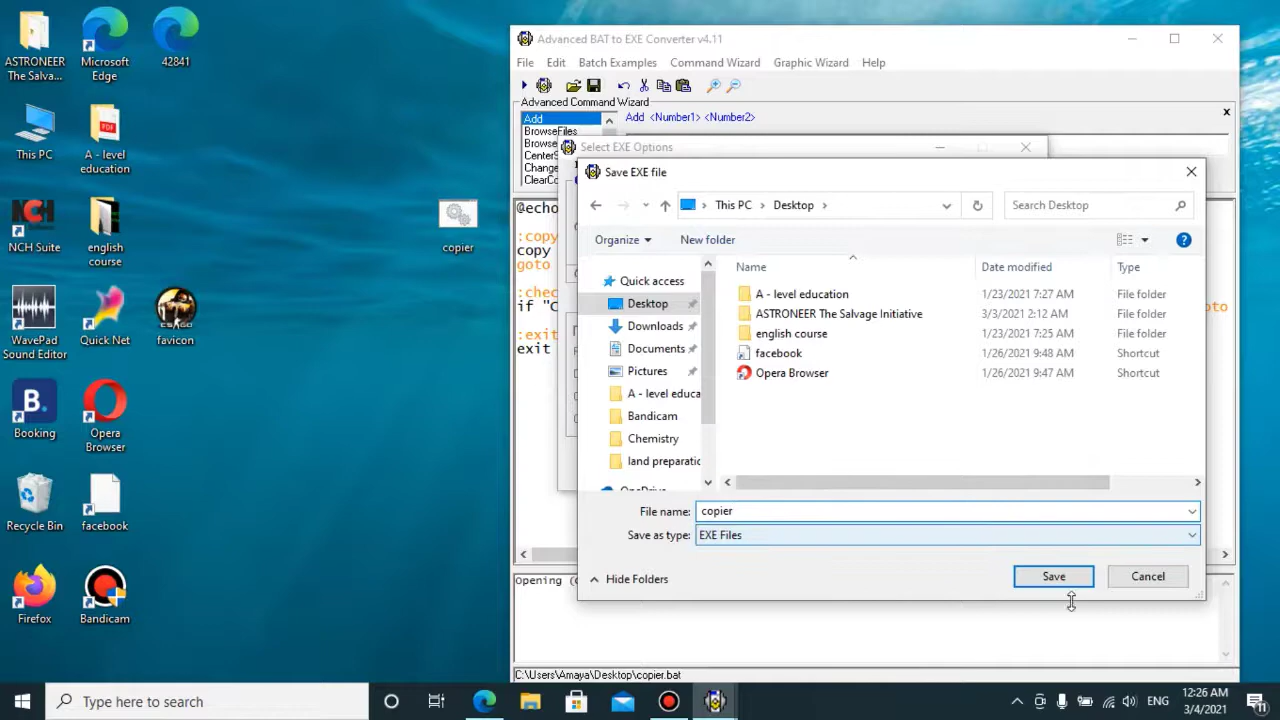 ASTRONEER
The Salva...
Microsoft
Edge
42841
This PC
A - level
education
NCH Suite
english
course
copier
WavePad
Sound Editor
Quick Net
favicon
B.
Booking
Opera
Browser
Recycle Bin
facebook
Firefox
Bandicam
Advanced BAT to EXE Converter v4.11
File Edit Batch Examples Command Wizard Graphic Wizard Help
Advanced Command Wizard
Add
BrowseFiles
Browse
CenterS
Change
ClearCo
Add <Number1> <Number2>
Select EXE Options
@echo
:copy
copy
goto
:chec
if "C
oto
:exit
exit
Save EXE file
This PC > Desktop >
Search Desktop
Organize New folder
Quick access
Desktop
Downloads
Documents
Pictures
A - level educa
Bandicam
Chemistry
land preparatic
OneDrive
Name Date modified Type
A - level education 1/23/2021 7:27 AM File folder
ASTRONEER The Salvage Initiative 3/3/2021 2:12 AM File folder
english course 1/23/2021 7:25 AM File folder
facebook 1/26/2021 9:48 AM Shortcut
Opera Browser 1/26/2021 9:47 AM Shortcut
File name: copier
Save as type: EXE Files
Hide Folders
Save Cancel
Opening (C
C:\Users\Amaya\Desktop\copier.bat
Type here to search
ENG
12:26 AM
3/4/2021
11